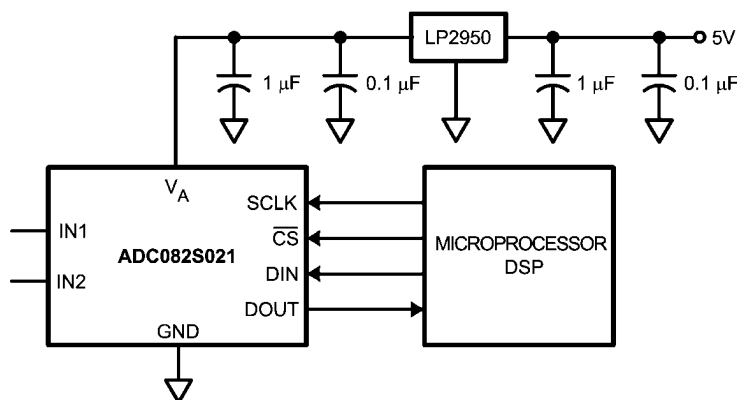 LP2950
5V
1 μF
0.1 μF
1 μF
0.1 μF
V_A
SCLK
IN1
C̅S̅
ADC082S021
MICROPROCESSOR
DSP
IN2
DIN
DOUT
GND